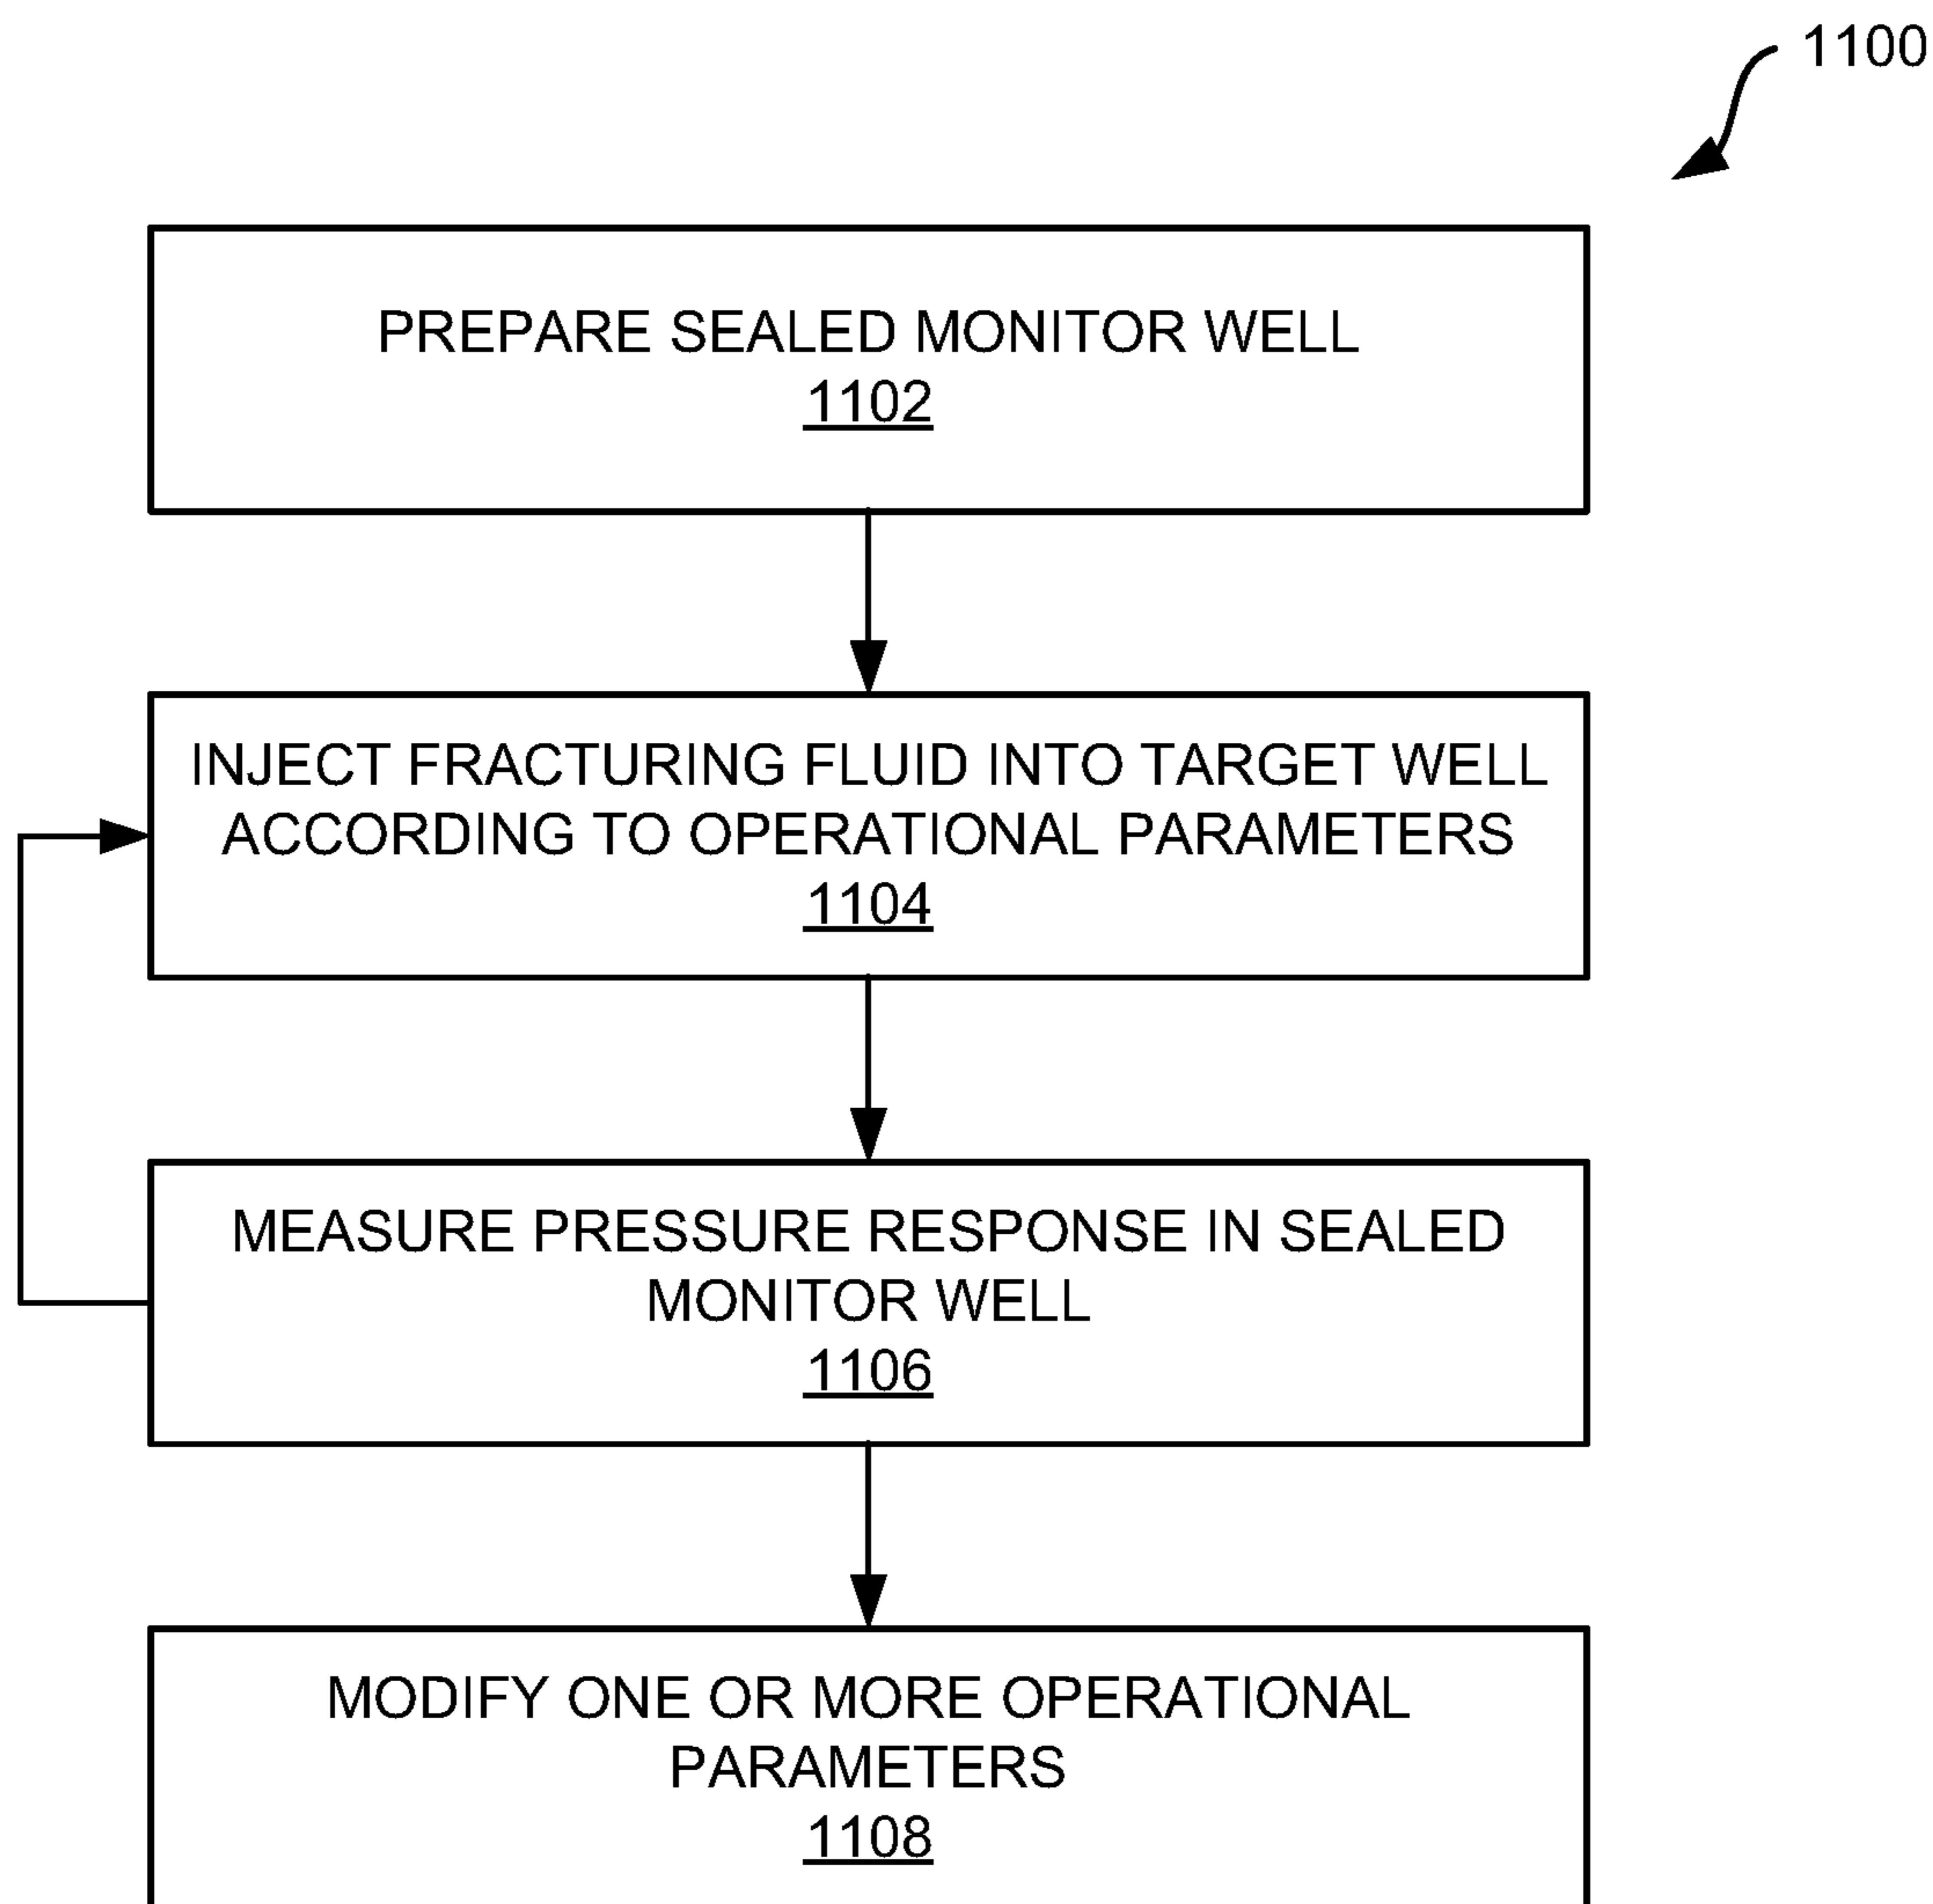 1100
PREPARE SEALED MONITOR WELL
1102
INJECT FRACTURING FLUID INTO TARGET WELL
ACCORDING TO OPERATIONAL PARAMETERS
1104
MEASURE PRESSURE RESPONSE IN SEALED
MONITOR WELL
1106
MODIFY ONE OR MORE OPERATIONAL
PARAMETERS
1108